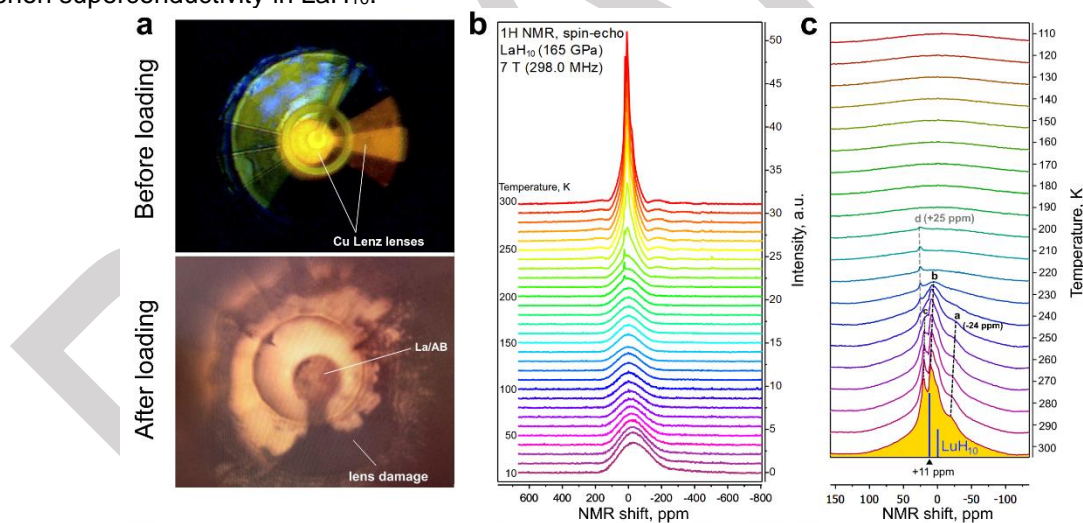 phonon superconductivity in LaH₁₀.
a
Before loading
Cu Lenz lenses
After loading
La/AB
lens damage
b
1H NMR, spin-echo
LaH₁₀ (165 GPa)
7 T (298.0 MHz)
Temperature, K
300
250
200
150
100
50
10
50
45
40
35
30
25
20
15
10
5
0
Intensity, a.u.
600 400 200 0 -200 -400 -600 -800
NMR shift, ppm
c
110
120
130
140
150
160
170
180
190
200
210
220
230
240
250
260
270
280
290
300
Temperature, K
d (+25 ppm)
b
c
a
(-24 ppm)
LuH₁₀
+11 ppm
150 100 50 0 -50 -100
NMR shift, ppm